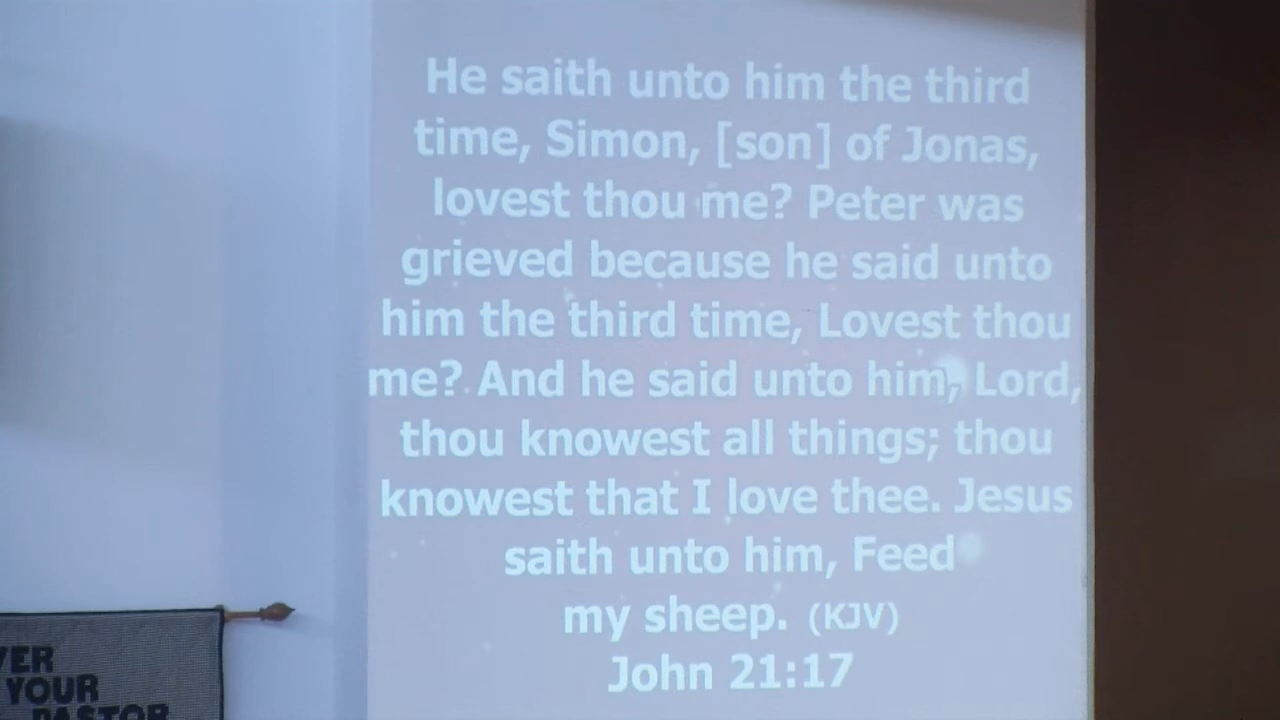 He saith unto him the third
time, Simon, [son] of Jonas,
lovest thou me? Peter was
grieved because he said unto
him the third time, Lovest thou
me? And he said unto him, Lord,
thou knowest all things; thou
knowest that I love thee. Jesus
saith unto him, Feed
my sheep. (KJV)
John 21:17
YOUR
PASTOR